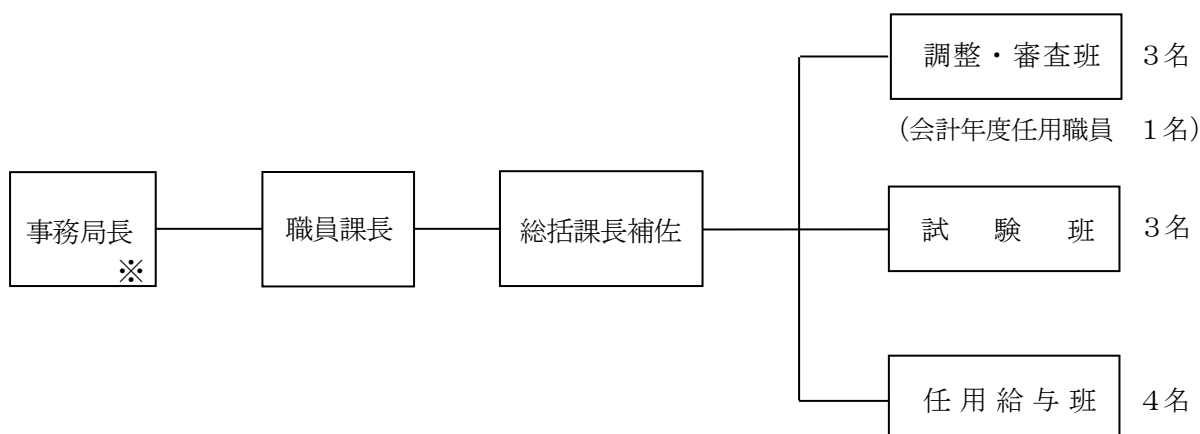 調整・審査班 3名
(会計年度任用職員 1名)
事務局長
※
職員課長
総括課長補佐
試験班 3名
任用給与班 4名